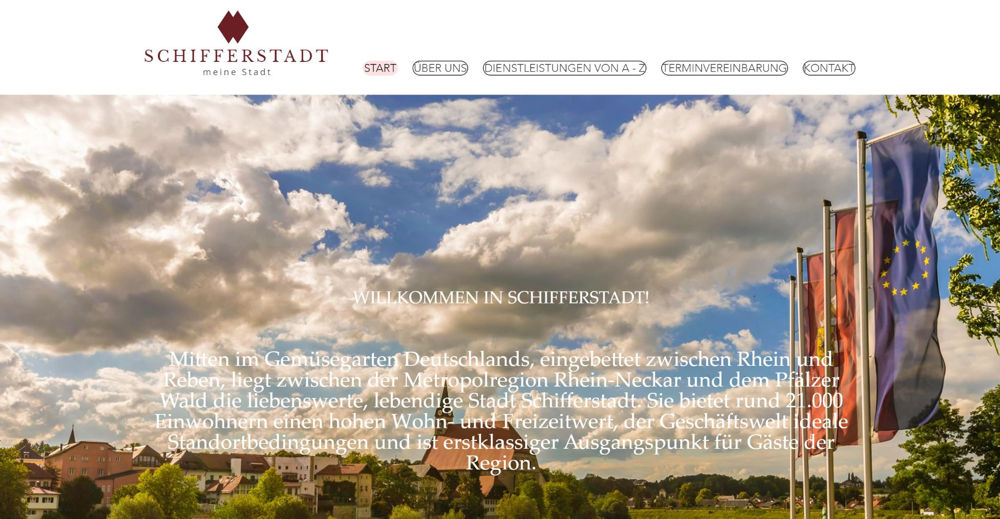 SCHIFFERSTADT
meine Stadt
START
ÜBER UNS
DIENSTLEISTUNGEN VON A - Z
TERMINVEREINBARUNG
KONTAKT
WILLKOMMEN IN SCHIFFERSTADT!
Mitten im Gemüsegarten Deutschlands, eingebettet zwischen Rhein und
Reben, liegt zwischen der Metropolregion Rhein-Neckar und dem Pfälzer
Wald die liebenswerte, lebendige Stadt Schifferstadt. Sie bietet rund 21.000
Einwohnern einen hohen Wohn- und Freizeitwert, der Geschäftswelt ideale
Standortbedingungen und ist erstklassiger Ausgangspunkt für Gäste der
Region.